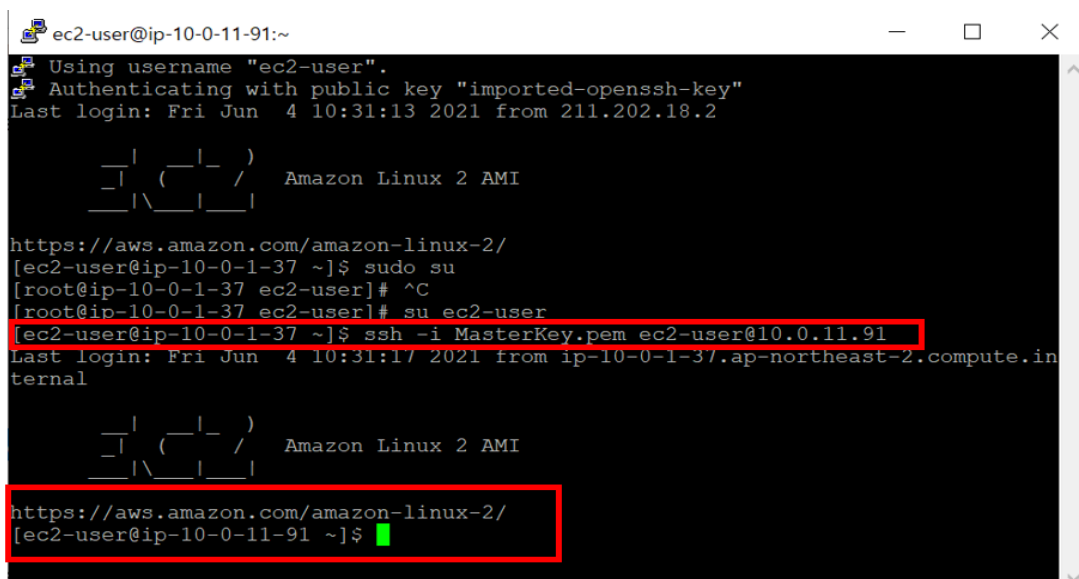 ec2-user@ip-10-0-11-91:~
Using username "ec2-user".
Authenticating with public key "imported-openssh-key"
Last login: Fri Jun  4 10:31:13 2021 from 211.202.18.2
       __|  __|_  )
       _|  (     /   Amazon Linux 2 AMI
      ___|\___|___|
https://aws.amazon.com/amazon-linux-2/
[ec2-user@ip-10-0-1-37 ~]$ sudo su
[root@ip-10-0-1-37 ec2-user]# ^C
[root@ip-10-0-1-37 ec2-user]# su ec2-user
[ec2-user@ip-10-0-1-37 ~]$ ssh -i MasterKey.pem ec2-user@10.0.11.91
Last login: Fri Jun  4 10:31:17 2021 from ip-10-0-1-37.ap-northeast-2.compute.in
ternal
       __|  __|_  )
       _|  (     /   Amazon Linux 2 AMI
      ___|\___|___|
https://aws.amazon.com/amazon-linux-2/
[ec2-user@ip-10-0-11-91 ~]$